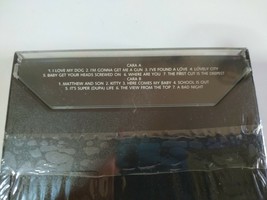 CARA A
1. I LOVE MY DOG, 2. I'M GONNA GET ME A GUN 3. I'VE FOUND A LOVE 4. LOVELY CITY
5. BABY GET YOUR HEADS SCREWED ON 6. WHERE ARE YOU 7. THE FIRST CUT IS THE DEEPEST
CARA B
1. MATTHEW AND SON 2. KITTY 3. HERE COMES MY BABY 4. SCHOOL IS OUT
5. IT'S SUPER (DUPA) LIFE 6. THE VIEW FROM THE TOP 7. A BAD NIGHT